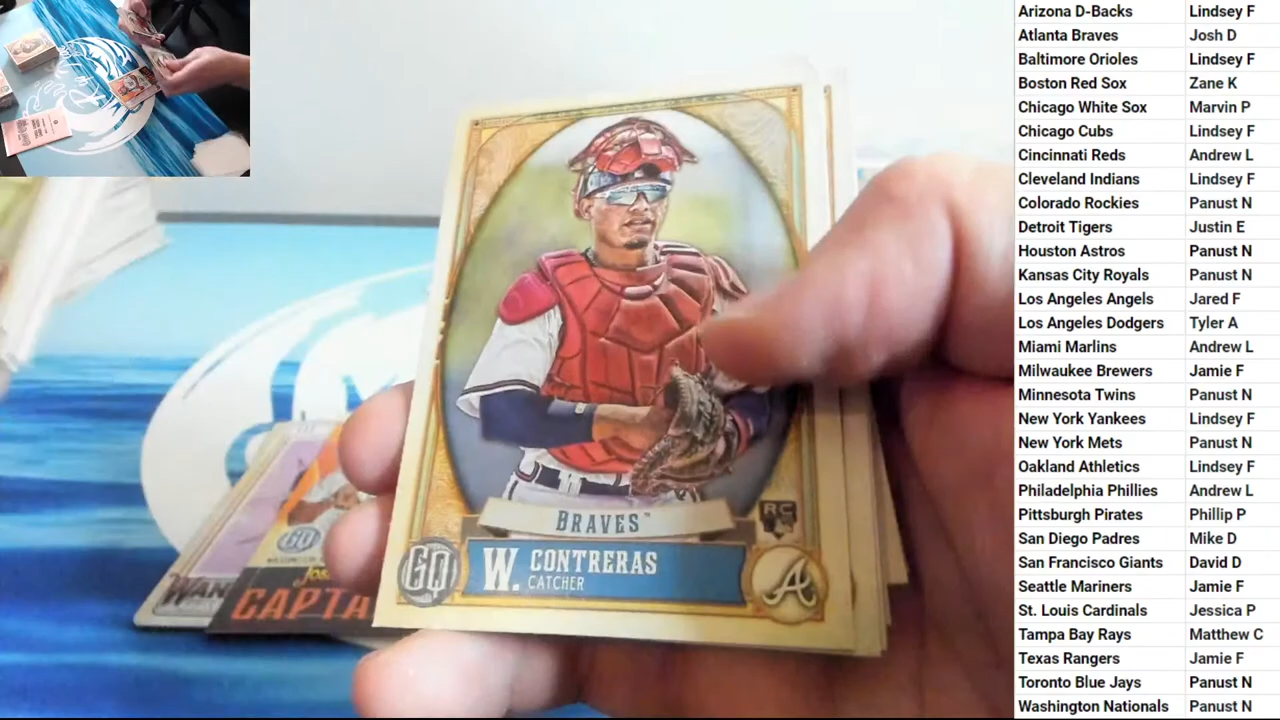 BRAVES™
RC
GQ
W. CONTRERAS
CATCHER
A
GQ
WAN
CAPTA
Arizona D-Backs Lindsey F
Atlanta Braves Josh D
Baltimore Orioles Lindsey F
Boston Red Sox Zane K
Chicago White Sox Marvin P
Chicago Cubs Lindsey F
Cincinnati Reds Andrew L
Cleveland Indians Lindsey F
Colorado Rockies Panust N
Detroit Tigers Justin E
Houston Astros Panust N
Kansas City Royals Panust N
Los Angeles Angels Jared F
Los Angeles Dodgers Tyler A
Miami Marlins Andrew L
Milwaukee Brewers Jamie F
Minnesota Twins Panust N
New York Yankees Lindsey F
New York Mets Panust N
Oakland Athletics Lindsey F
Philadelphia Phillies Andrew L
Pittsburgh Pirates Phillip P
San Diego Padres Mike D
San Francisco Giants David D
Seattle Mariners Jamie F
St. Louis Cardinals Jessica P
Tampa Bay Rays Matthew C
Texas Rangers Jamie F
Toronto Blue Jays Panust N
Washington Nationals Panust N